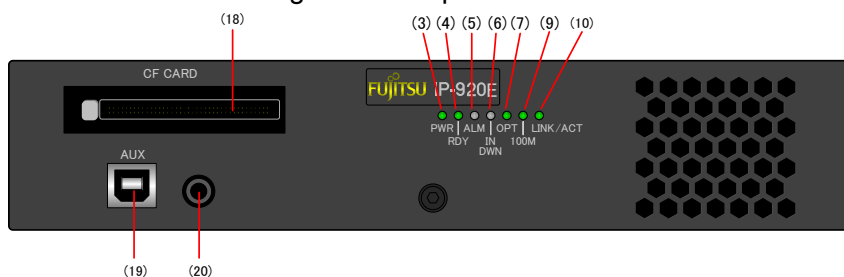 (18) (3) (4) (5) (6) (7) (9) (10)
CF CARD
FUJITSU IP-920E
PWR ALM OPT LINK/ACT
RDY IN 100M
DWN
AUX
(19) (20)